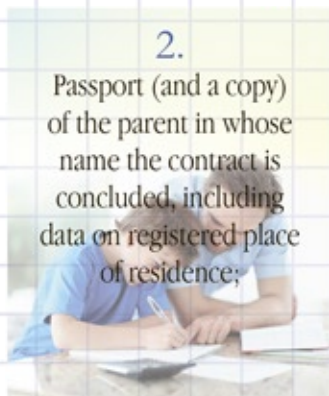 2.
Passport (and a copy)
of the parent in whose
name the contract is
concluded, including
data on registered place
of residence;